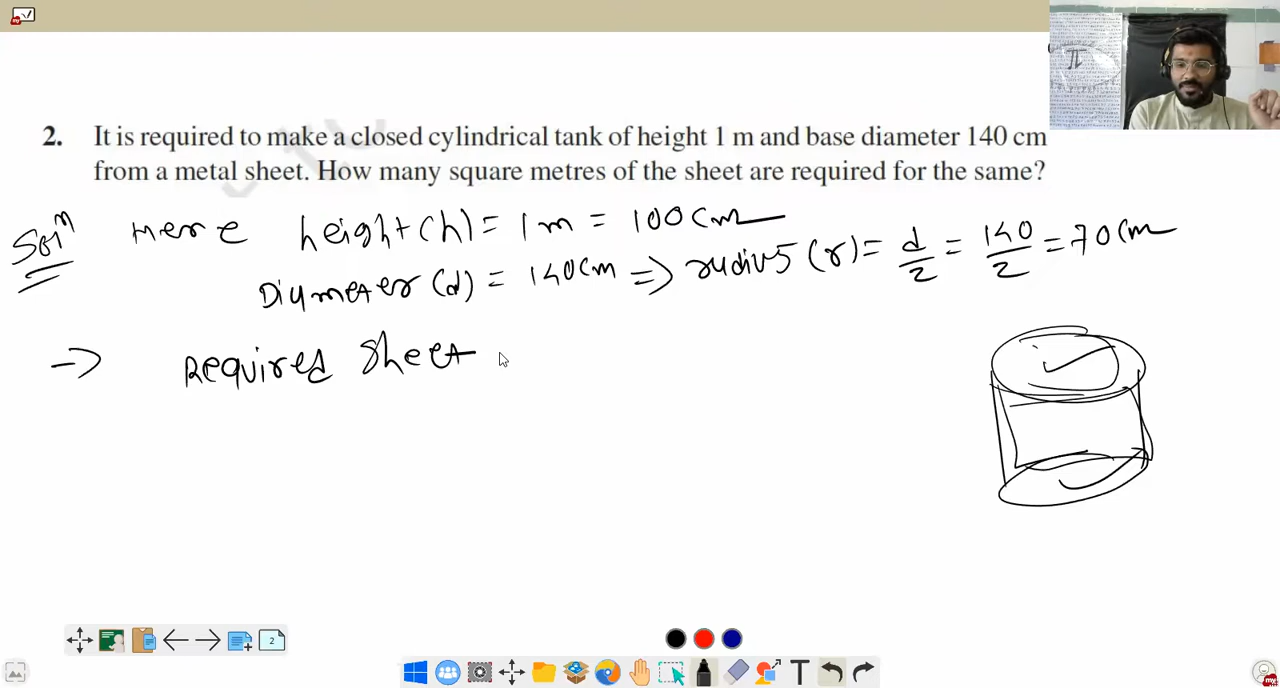 2. It is required to make a closed cylindrical tank of height 1 m and base diameter 140 cm
from a metal sheet. How many square metres of the sheet are required for the same?
Solⁿ Here height (h) = 1m = 100 cm
Diameter (d) = 140 cm => radius (r) = d/2 = 140/2 = 70 cm
-> Required Sheet
π
T
2